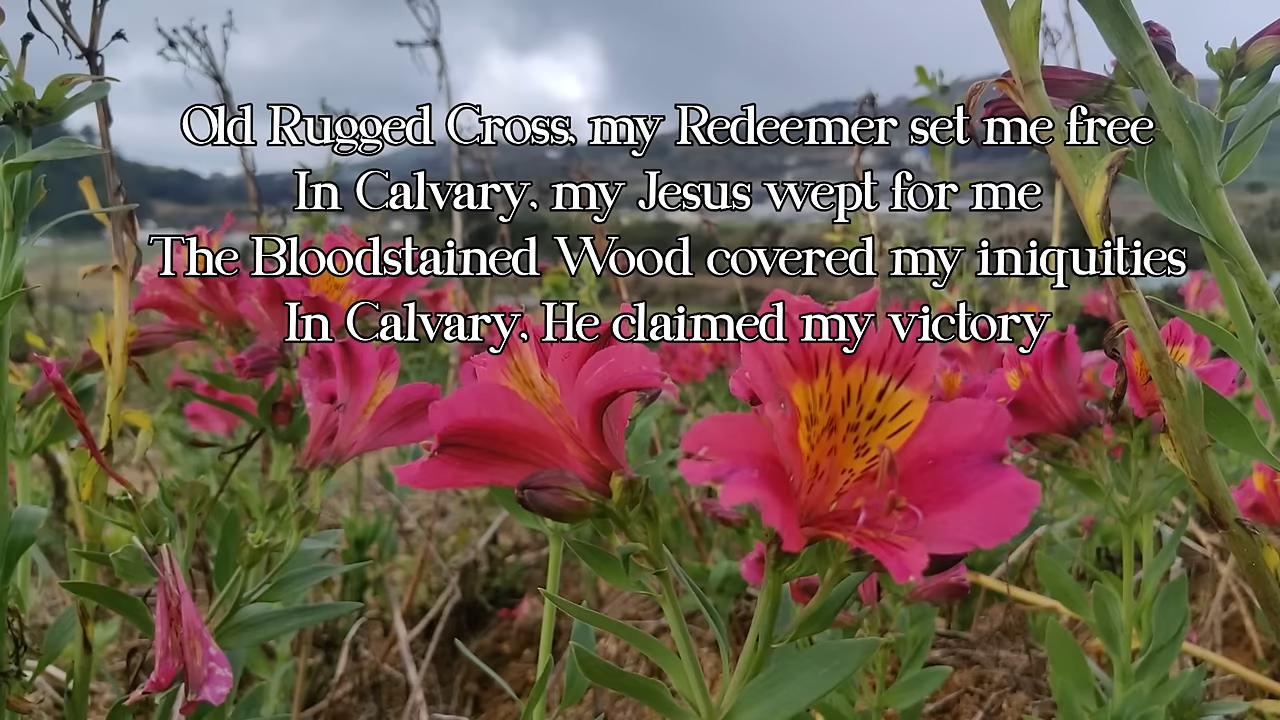 Old Rugged Cross, my Redeemer set me free
In Calvary, my Jesus wept for me
The Bloodstained Wood covered my iniquities
In Calvary, He claimed my victory